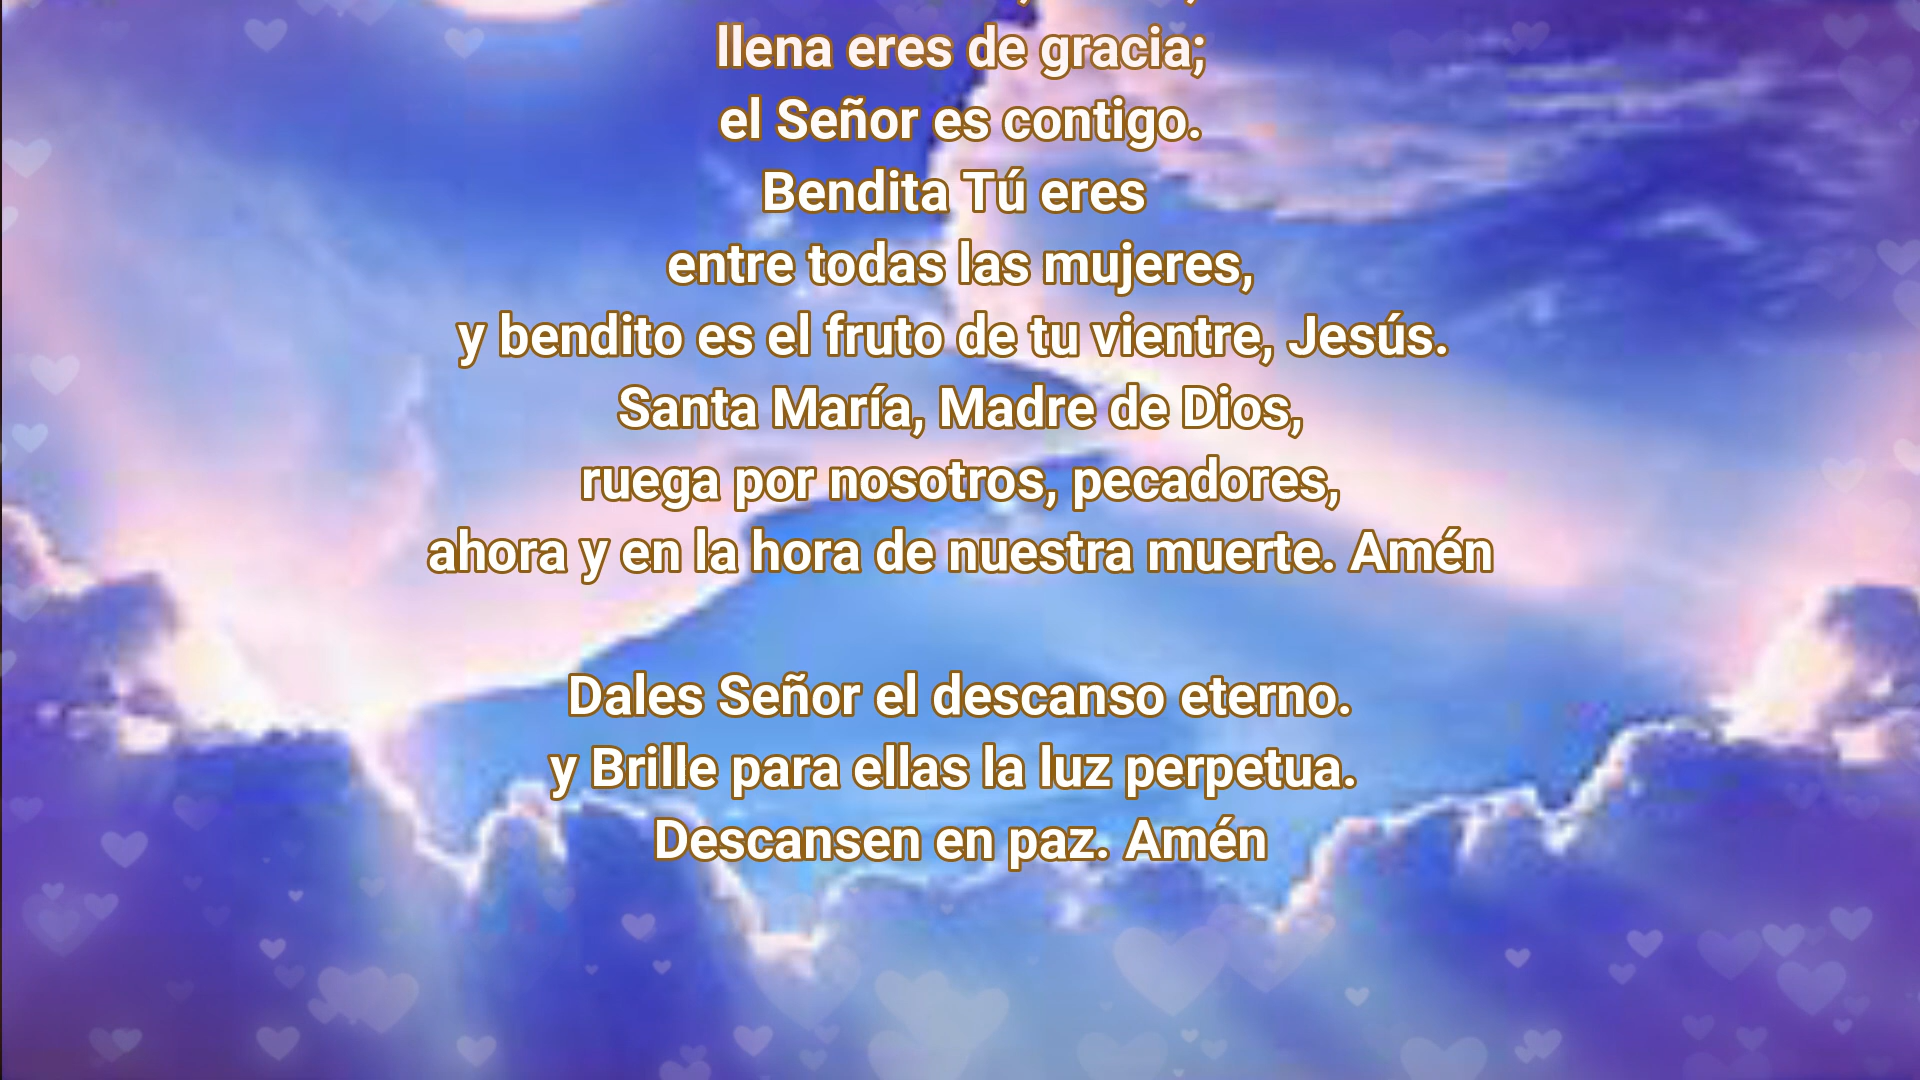 llena eres de gracia;
el Señor es contigo.
Bendita Tú eres
entre todas las mujeres,
y bendito es el fruto de tu vientre, Jesús.
Santa María, Madre de Dios,
ruega por nosotros, pecadores,
ahora y en la hora de nuestra muerte. Amén
Dales Señor el descanso eterno.
y Brille para ellas la luz perpetua.
Descansen en paz. Amén